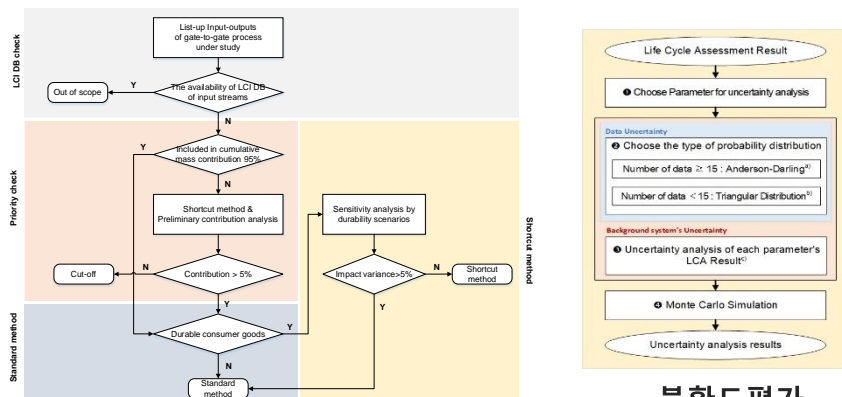 LCI DB check
List-up Input-outputs
of gate-to-gate process
under study
The availability of LCI DB
of input streams
Y
Out of scope
N
Priority check
Included in cumulative
mass contribution 95%
Y
N
Shortcut method &
Preliminary contribution analysis
Contribution > 5%
N
Cut-off
Y
Standard method
Durable consumer goods
Y
N
Standard
method
Shortcut method
Sensitivity analysis by
durability scenarios
Impact variance>5%
N
Shortcut
method
Y
Life Cycle Assessment Result
❶ Choose Parameter for uncertainty analysis
Data Uncertainty
❷ Choose the type of probability distribution
Number of data ≥ 15 : Anderson-Darling a)
Number of data < 15 : Triangular Distribution b)
Background system's Uncertainty
❸ Uncertainty analysis of each parameter's
LCA Result c)
❹ Monte Carlo Simulation
Uncertainty analysis results